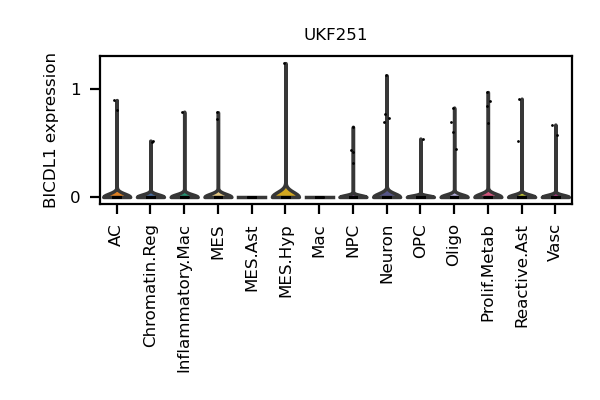 UKF251
BICDL1 expression
1
0
AC
Chromatin.Reg
Inflammatory.Mac
MES
MES.Ast
MES.Hyp
Mac
NPC
Neuron
OPC
Oligo
Prolif.Metab
Reactive.Ast
Vasc